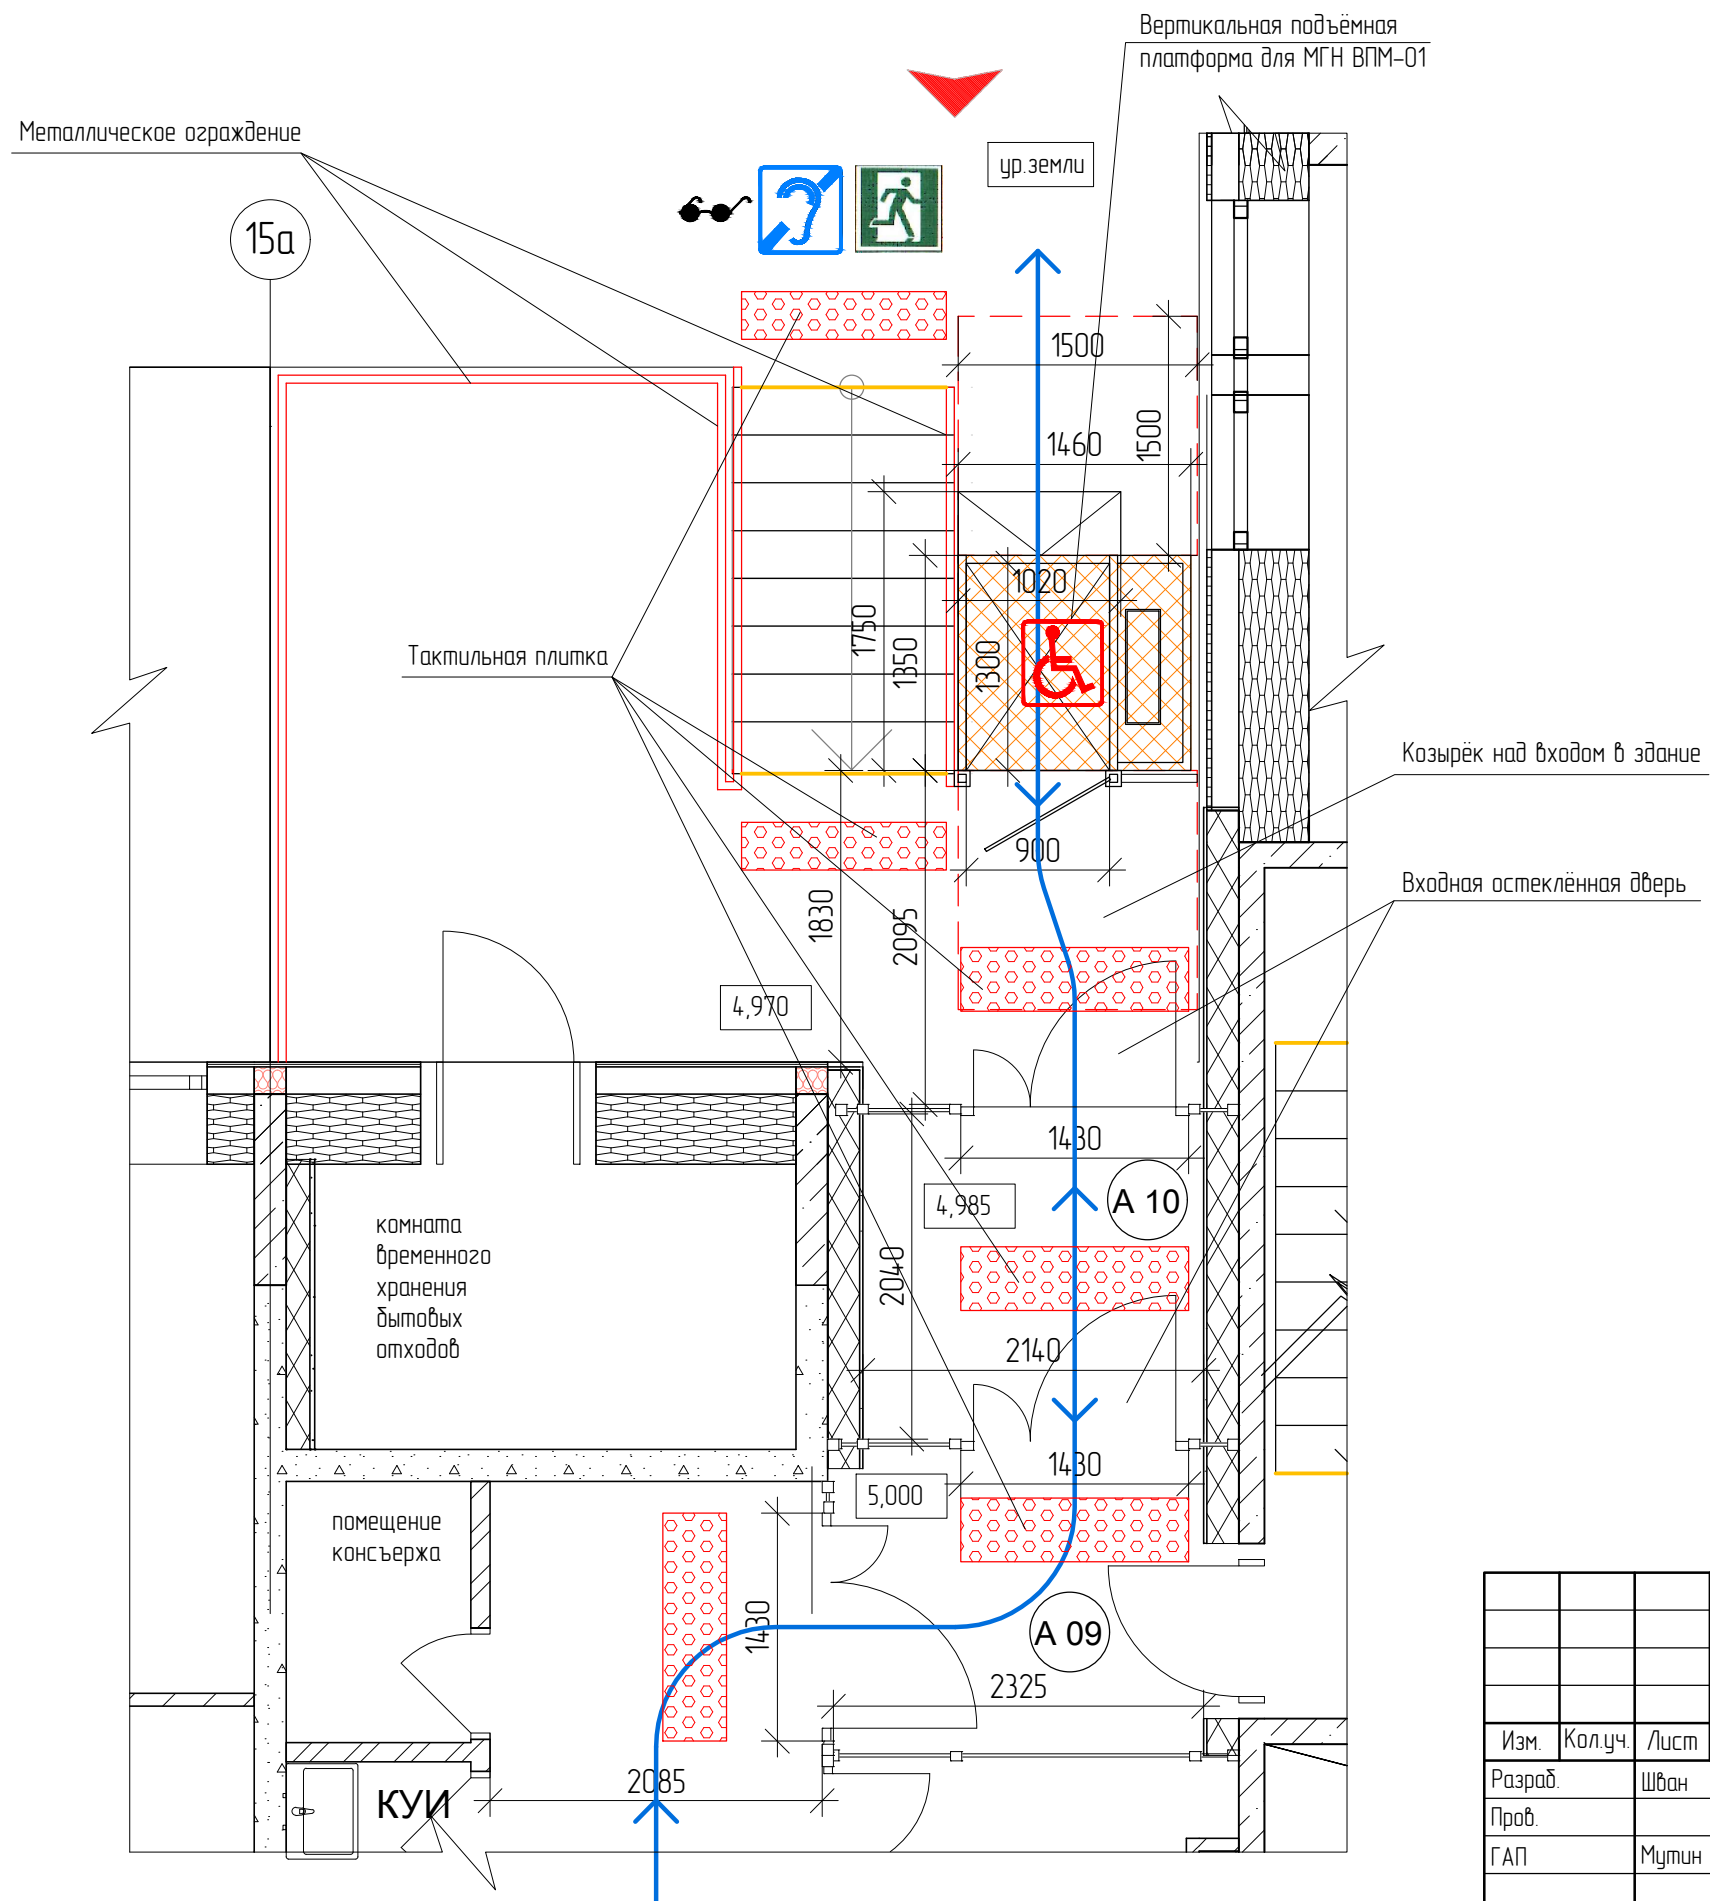 Вертикальная подъёмная
платформа для МГН ВПМ-01
Металлическое ограждение
ур.земли
15а
1500
1460
1500
1020
1750
1350
1300
Тактильная плитка
Козырёк над входом в здание
900
Входная остеклённая дверь
1830
2095
4,970
1430
4,985
А 10
комната
временного
хранения
бытовых
отходов
2040
2140
1430
5,000
помещение
консъержа
1430
А 09
2325
2085
КУИ
Изм. Кол.уч. Лист
Разраб. Шван
Пров.
ГАП Мутин